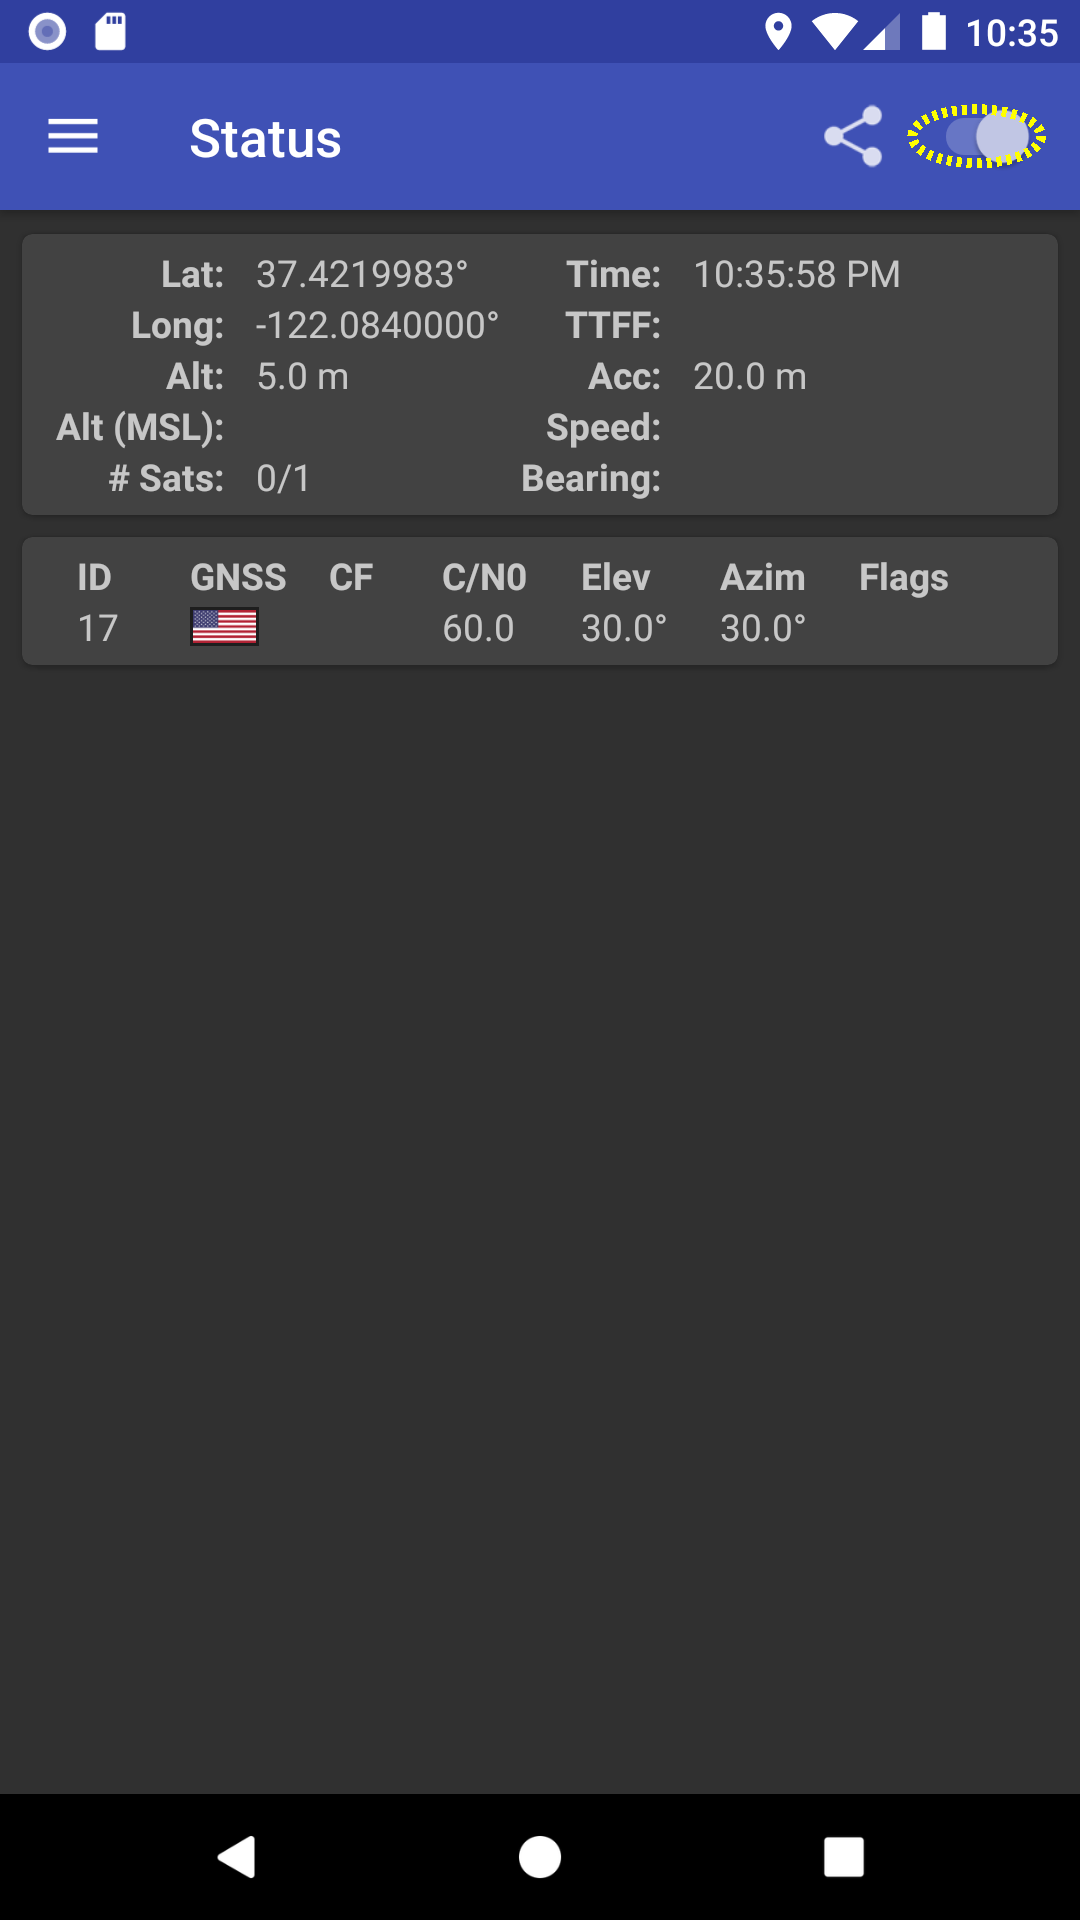 10:35
Status
Lat: 37.4219983° Time: 10:35:58 PM
Long: -122.0840000° TTFF:
Alt: 5.0 m Acc: 20.0 m
Alt (MSL): Speed:
# Sats: 0/1 Bearing:
ID GNSS CF C/N0 Elev Azim Flags
17 60.0 30.0° 30.0°